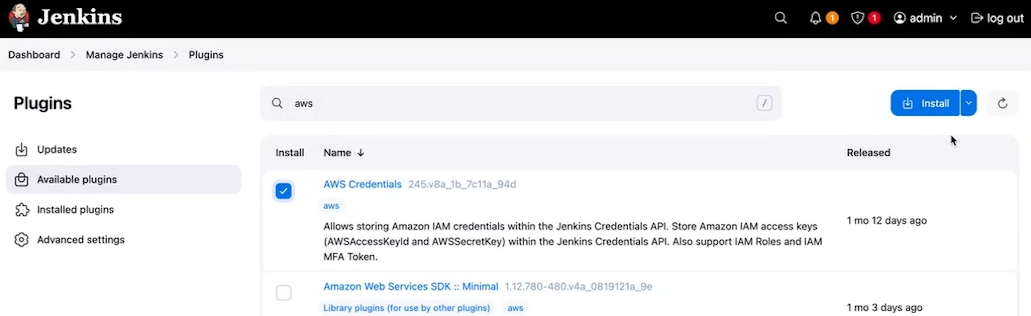 Jenkins
1
1
admin
log out
Dashboard > Manage Jenkins > Plugins
Plugins
aws
/
Install
Updates
Available plugins
Installed plugins
Advanced settings
Install Name ↓ Released
AWS Credentials 245.v8a_1b_7c11a_94d
aws
Allows storing Amazon IAM credentials within the Jenkins Credentials API. Store Amazon IAM access keys
(AWSAccessKeyId and AWSSecretKey) within the Jenkins Credentials API. Also support IAM Roles and IAM
MFA Token.
1 mo 12 days ago
Amazon Web Services SDK :: Minimal 1.12.780-480.v4a_0819121a_9e
Library plugins (for use by other plugins) aws
1 mo 3 days ago